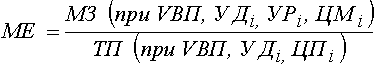 МЕ = МЗ (при VВП, УДi, УРi, ЦМi)
ТП (при VВП, УДi, ЦПi)